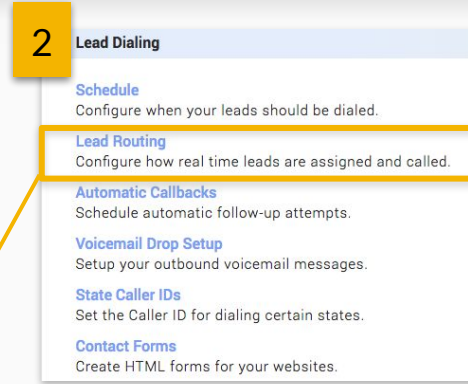 2
Lead Dialing
Schedule
Configure when your leads should be dialed.
Lead Routing
Configure how real time leads are assigned and called.
Automatic Callbacks
Schedule automatic follow-up attempts.
Voicemail Drop Setup
Setup your outbound voicemail messages.
State Caller IDs
Set the Caller ID for dialing certain states.
Contact Forms
Create HTML forms for your websites.